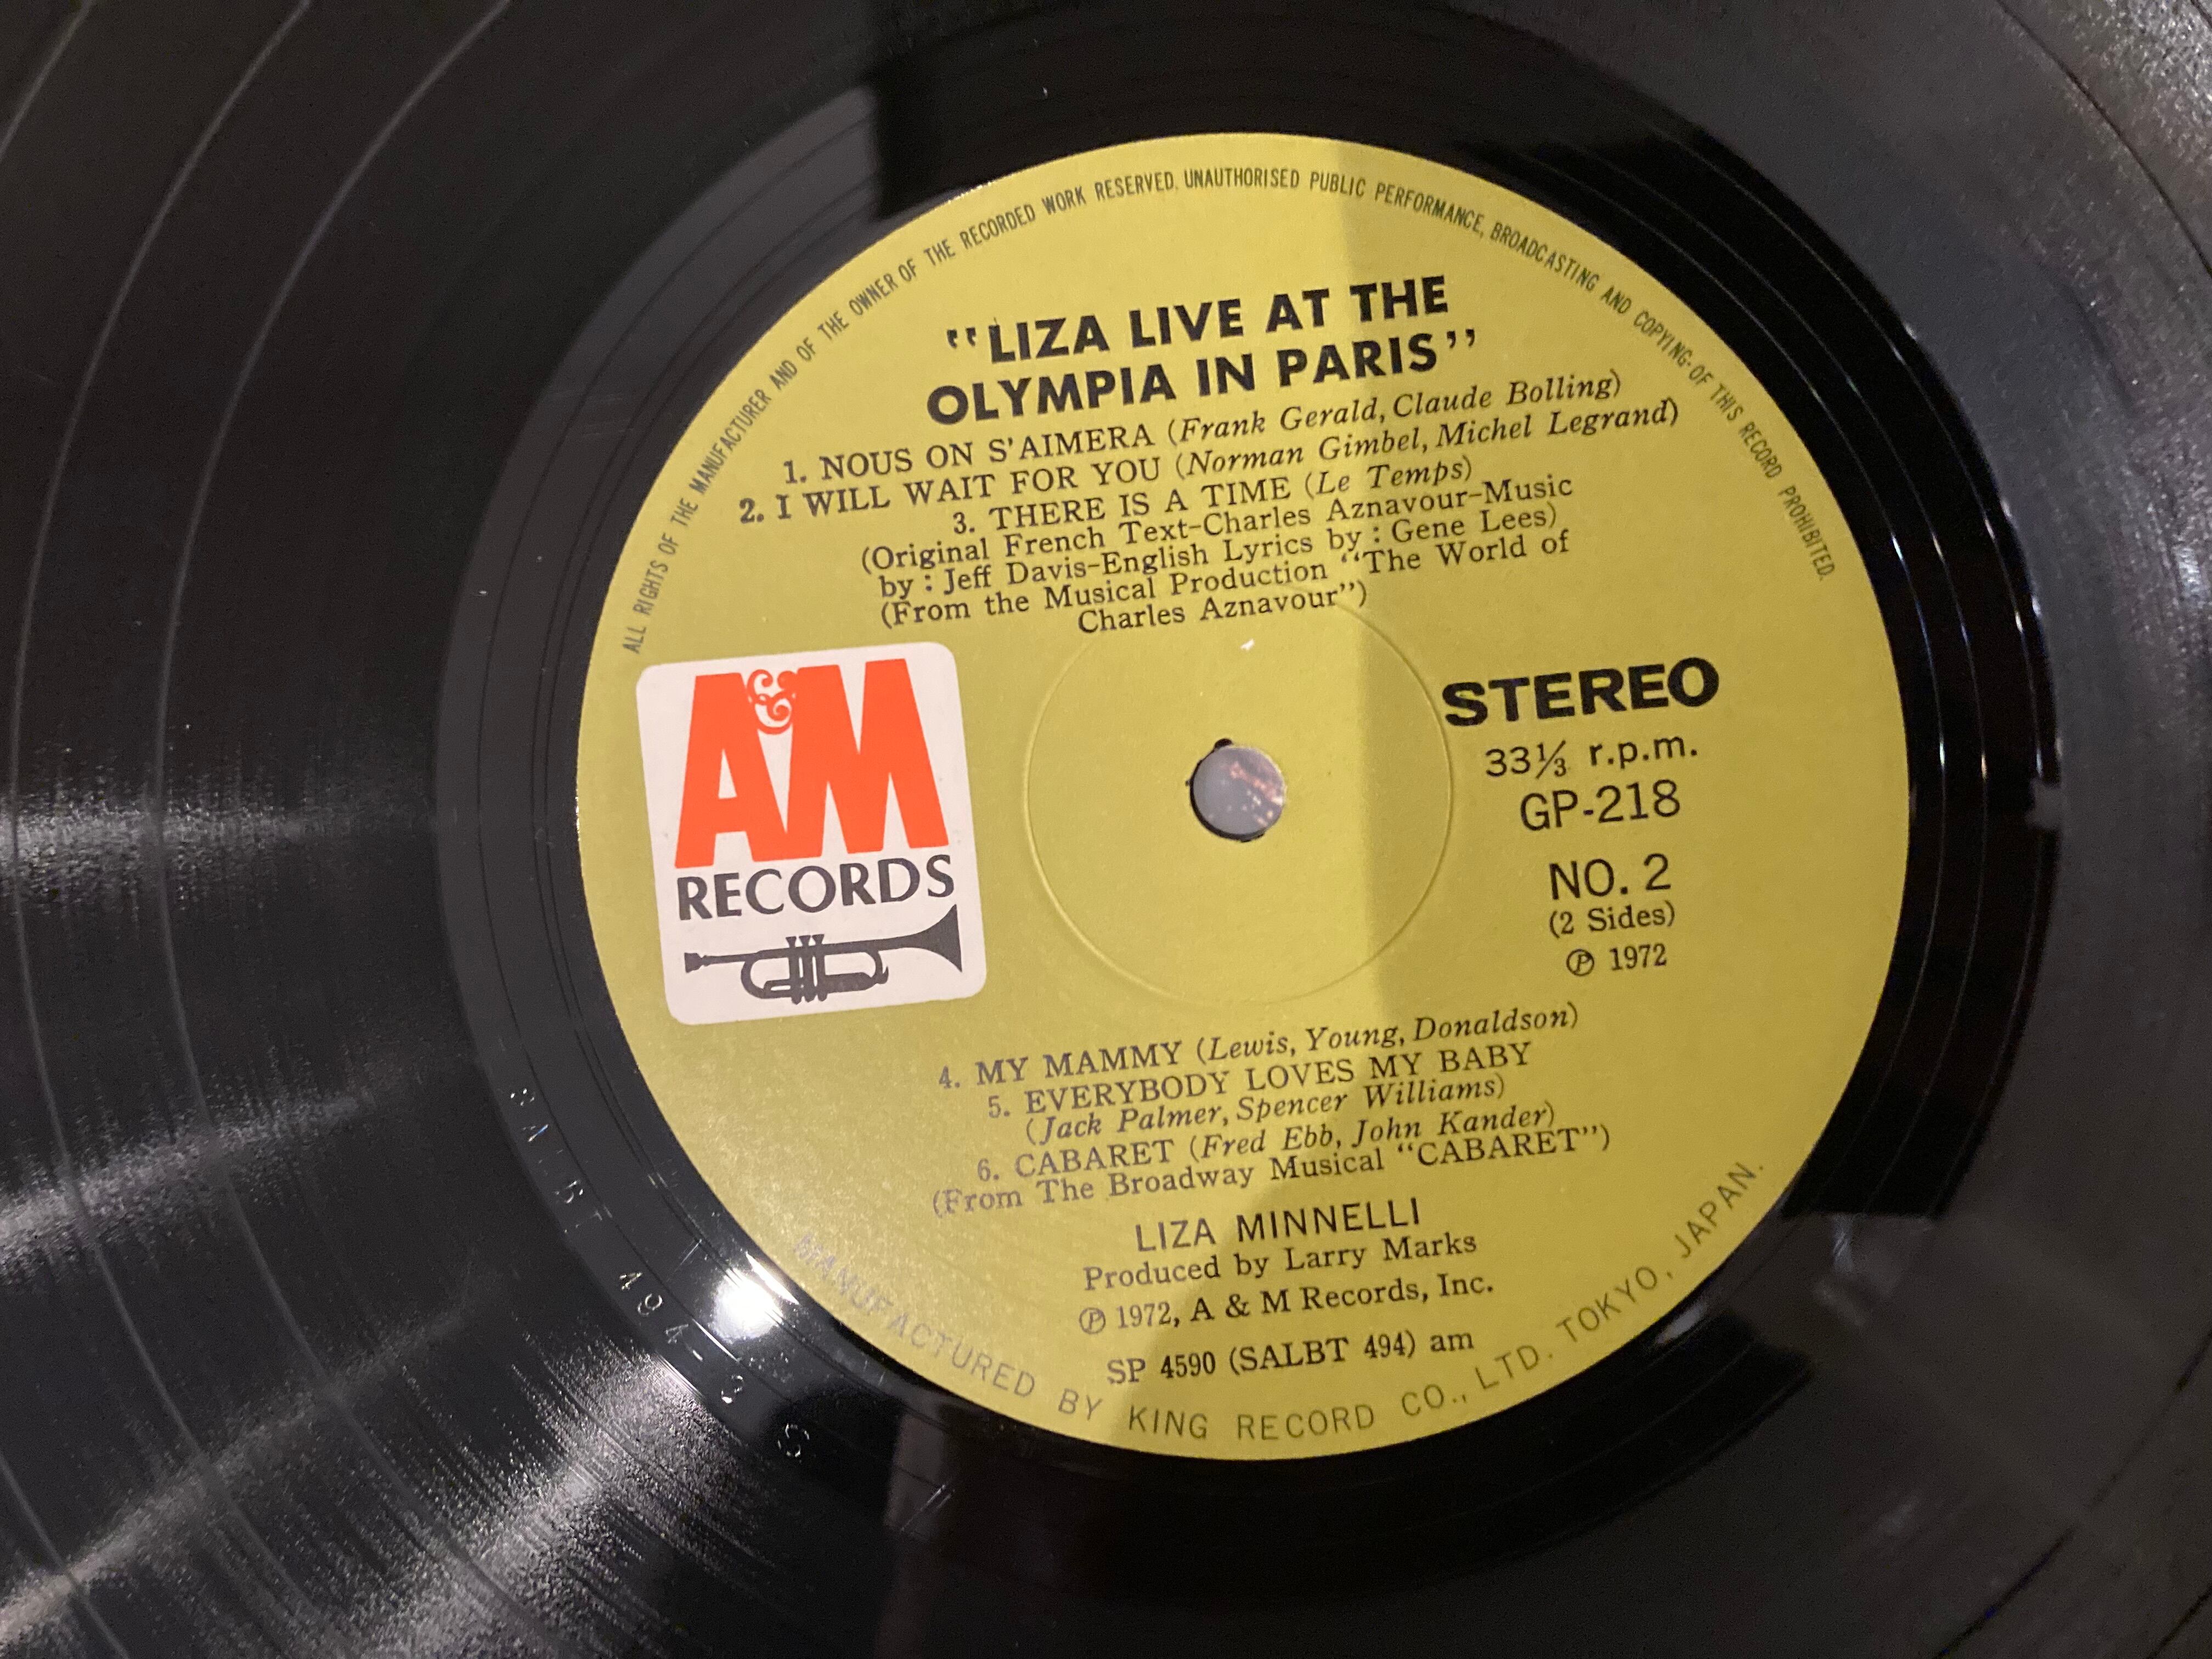 ALL RIGHTS OF THE MANUFACTURER AND OF THE OWNER OF THE RECORDED WORK RESERVED. UNAUTHORISED PUBLIC PERFORMANCE, BROADCASTING AND COPYING OF THIS RECORD PROHIBITED.
"LIZA LIVE AT THE
OLYMPIA IN PARIS"
1. NOUS ON S'AIMERA (Frank Gerald, Claude Bolling)
2. I WILL WAIT FOR YOU (Norman Gimbel, Michel Legrand)
3. THERE IS A TIME (Le Temps)
(Original French Text-Charles Aznavour-Music
by : Jeff Davis-English Lyrics by : Gene Lees)
(From the Musical Production "The World of
Charles Aznavour")
A&M
RECORDS
STEREO
33⅓ r.p.m.
GP-218
NO. 2
(2 Sides)
℗ 1972
4. MY MAMMY (Lewis, Young, Donaldson)
5. EVERYBODY LOVES MY BABY
(Jack Palmer, Spencer Williams)
6. CABARET (Fred Ebb, John Kander)
(From The Broadway Musical "CABARET")
LIZA MINNELLI
Produced by Larry Marks
℗ 1972, A & M Records, Inc.
SP 4590 (SALBT 494) am
MANUFACTURED BY KING RECORD CO., LTD. TOKYO, JAPAN.
494-3 S